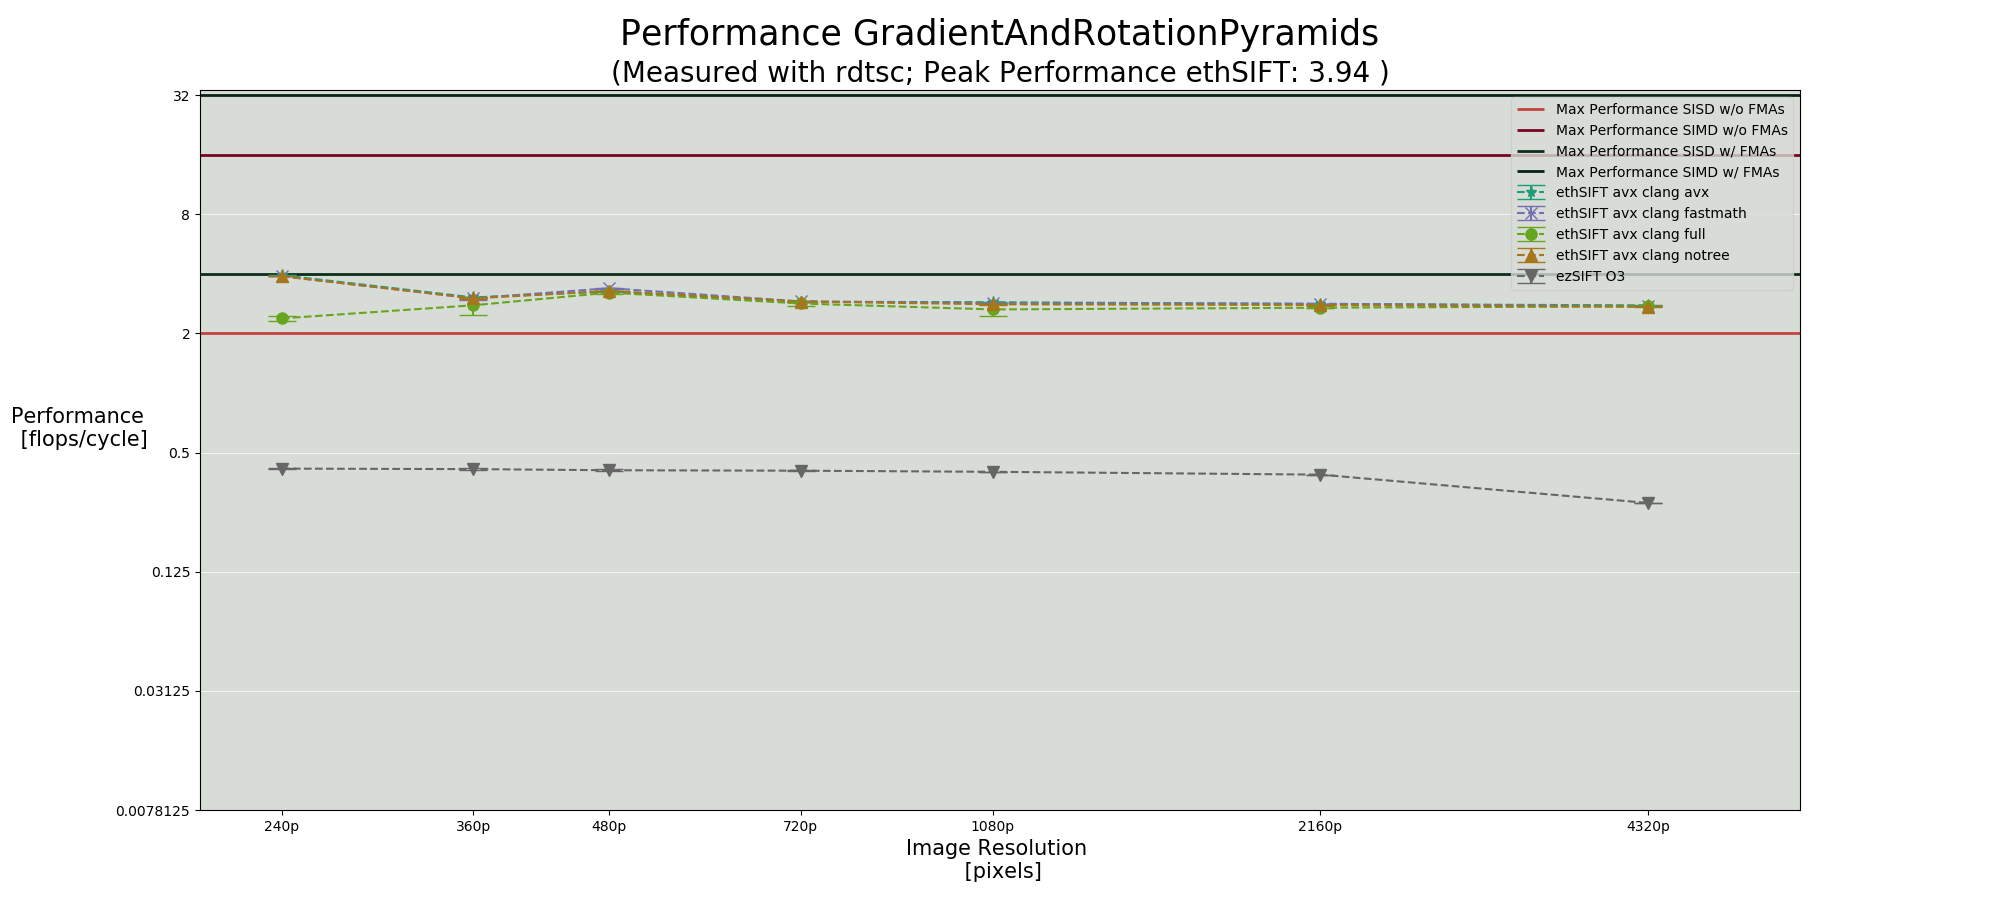 Performance GradientAndRotationPyramids
(Measured with rdtsc; Peak Performance ethSIFT: 3.94 )
32
8
2
0.5
0.125
0.03125
0.0078125
Performance
[flops/cycle]
Max Performance SISD w/o FMAs
Max Performance SIMD w/o FMAs
Max Performance SISD w/ FMAs
Max Performance SIMD w/ FMAs
ethSIFT avx clang avx
ethSIFT avx clang fastmath
ethSIFT avx clang full
ethSIFT avx clang notree
ezSIFT O3
240p 360p 480p 720p 1080p 2160p 4320p
Image Resolution
[pixels]